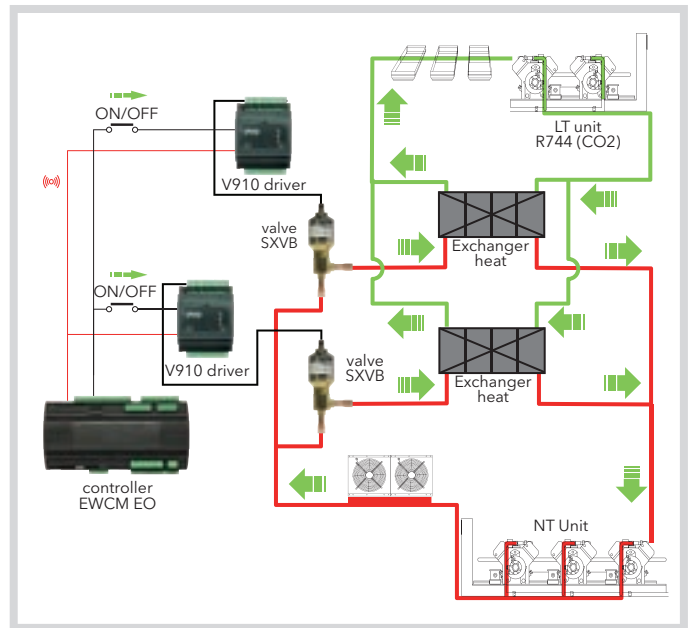 ON/OFF
V910 driver
LT unit
R744 (CO2)
valve
SXVB
Exchanger
heat
ON/OFF
V910 driver
valve
SXVB
Exchanger
heat
controller
EWCM EO
NT Unit